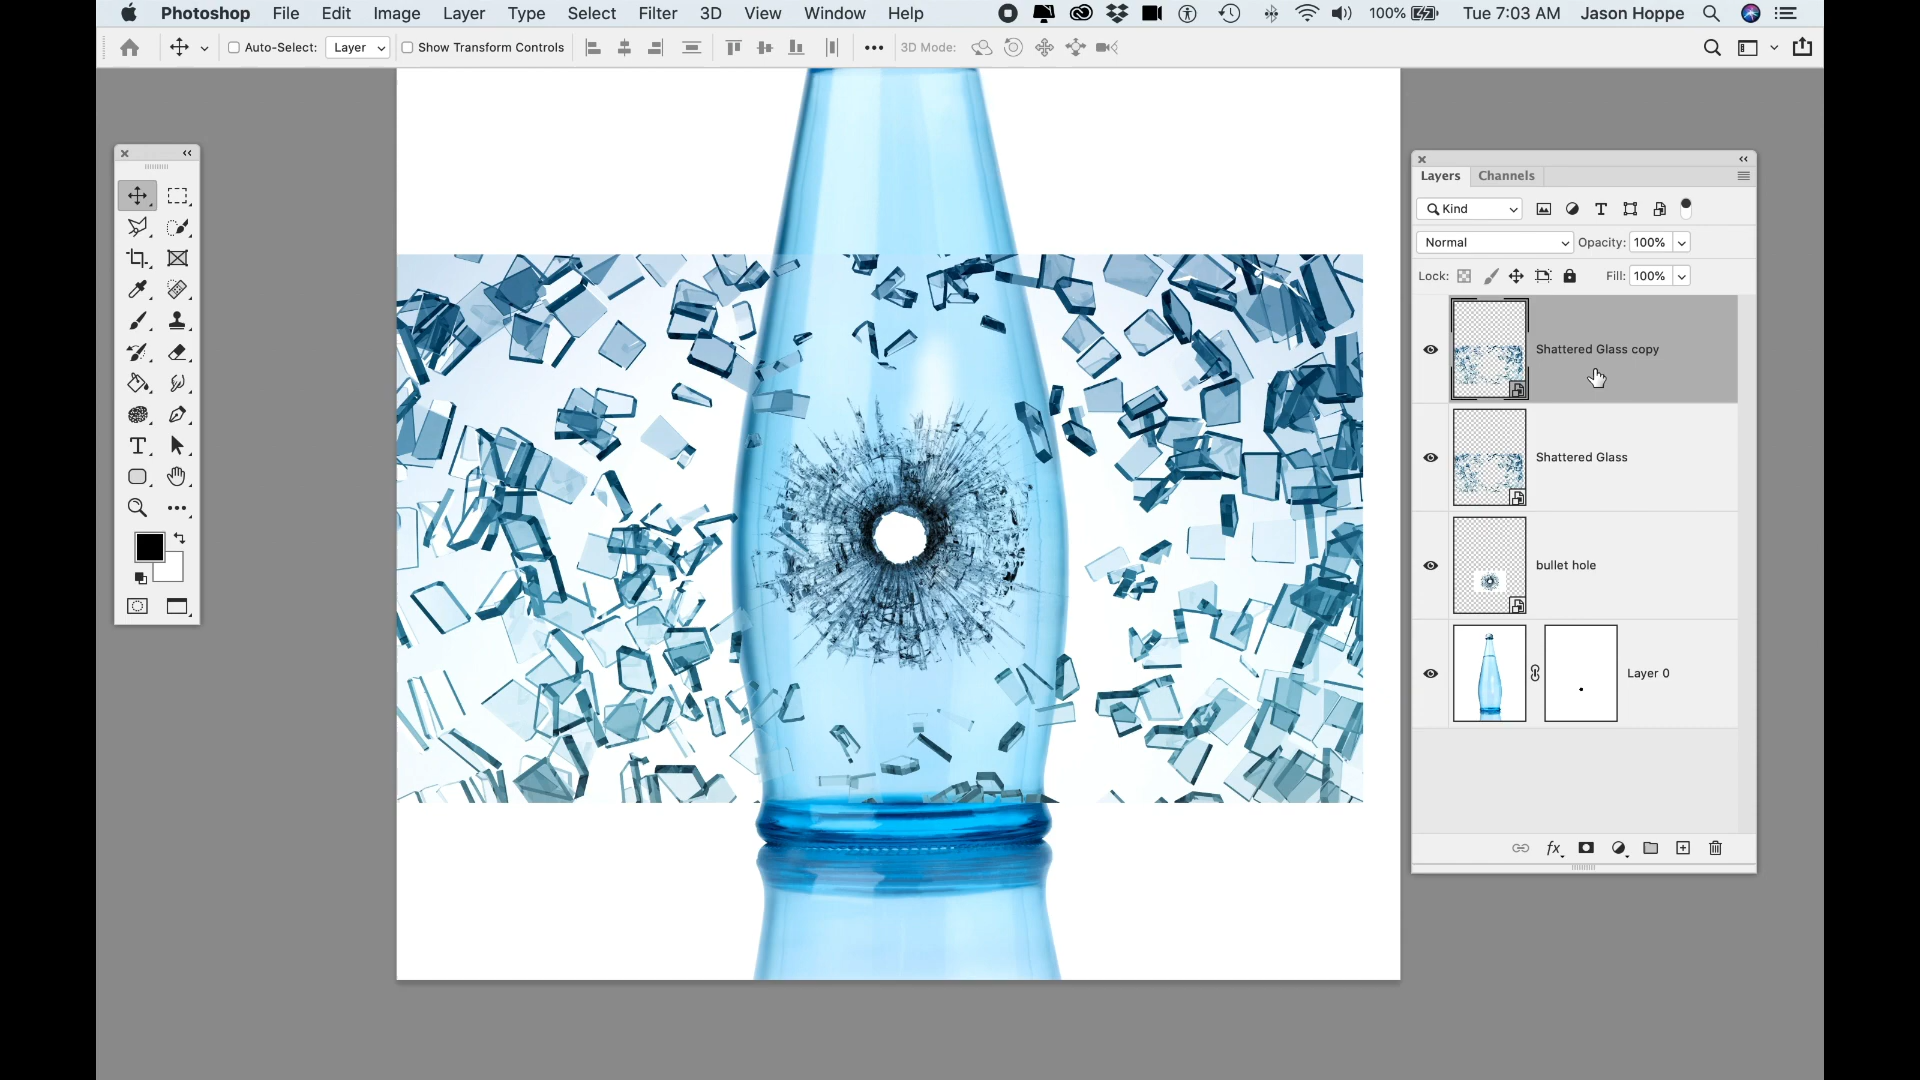 Photoshop File Edit Image Layer Type Select Filter 3D View Window Help 100% Tue 7:03 AM Jason Hoppe
Auto-Select: Layer Show Transform Controls 3D Mode:
Layers Channels
Kind
Normal Opacity: 100%
Lock: Fill: 100%
Shattered Glass copy
Shattered Glass
bullet hole
Layer 0
fx